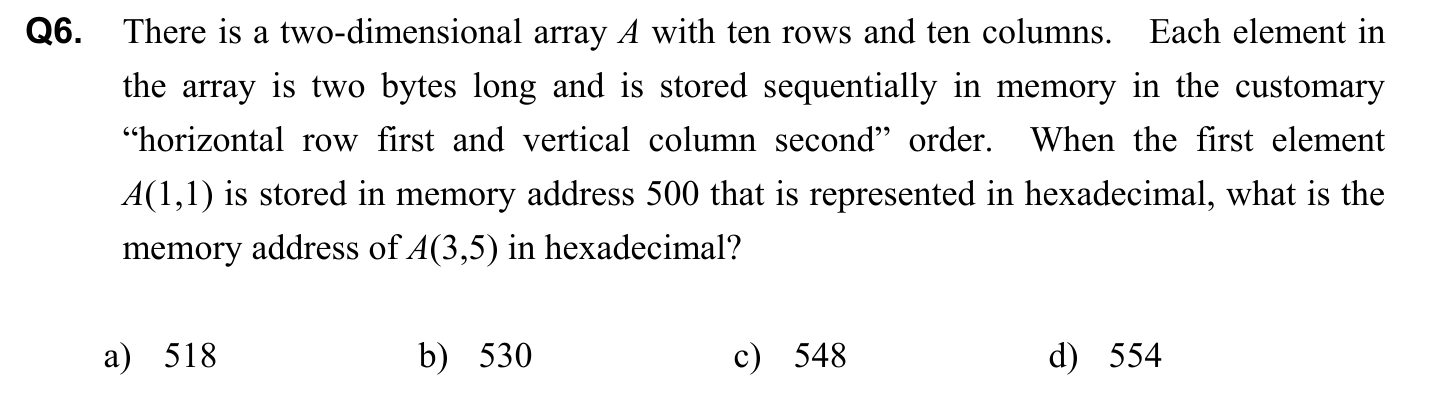 Q6. There is a two-dimensional array A with ten rows and ten columns. Each element in
the array is two bytes long and is stored sequentially in memory in the customary
“horizontal row first and vertical column second” order. When the first element
A(1,1) is stored in memory address 500 that is represented in hexadecimal, what is the
memory address of A(3,5) in hexadecimal?
a) 518 b) 530 c) 548 d) 554